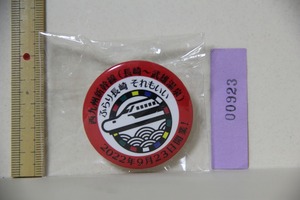 西九州新幹線(長崎~武雄温泉)
ふらり長崎 それもいい
2022年9月23日開業!
00923